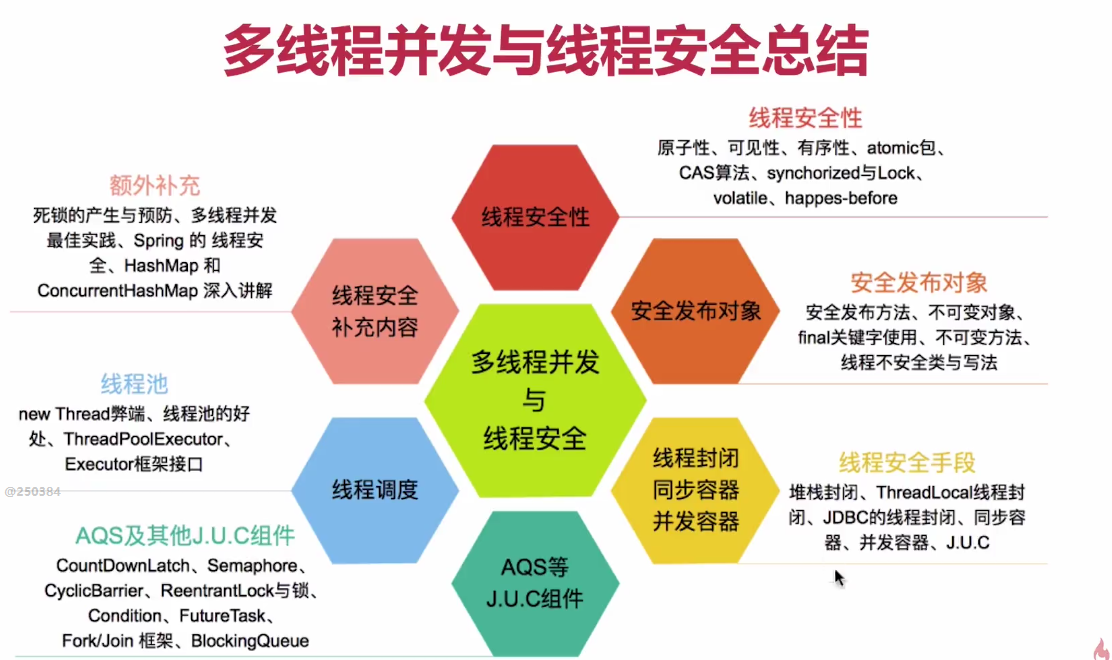 多线程并发与线程安全总结
线程安全性
原子性、可见性、有序性、atomic包、
CAS算法、synchorized与Lock、
volatile、happes-before
额外补充
死锁的产生与预防、多线程并发
最佳实践、Spring 的 线程安
全、HashMap 和
ConcurrentHashMap 深入讲解
线程安全性
线程安全
补充内容
安全发布对象
安全发布对象
安全发布方法、不可变对象、
final关键字使用、不可变方法、
线程不安全类与写法
多线程并发
与
线程安全
线程池
new Thread弊端、线程池的好
处、ThreadPoolExecutor、
Executor框架接口
线程调度
线程封闭
同步容器
并发容器
线程安全手段
堆栈封闭、ThreadLocal线程封
闭、JDBC的线程封闭、同步容
器、并发容器、J.U.C
@250384
AQS及其他J.U.C组件
CountDownLatch、Semaphore、
CyclicBarrier、ReentrantLock与锁、
Condition、FutureTask、
Fork/Join 框架、BlockingQueue
AQS等
J.U.C组件